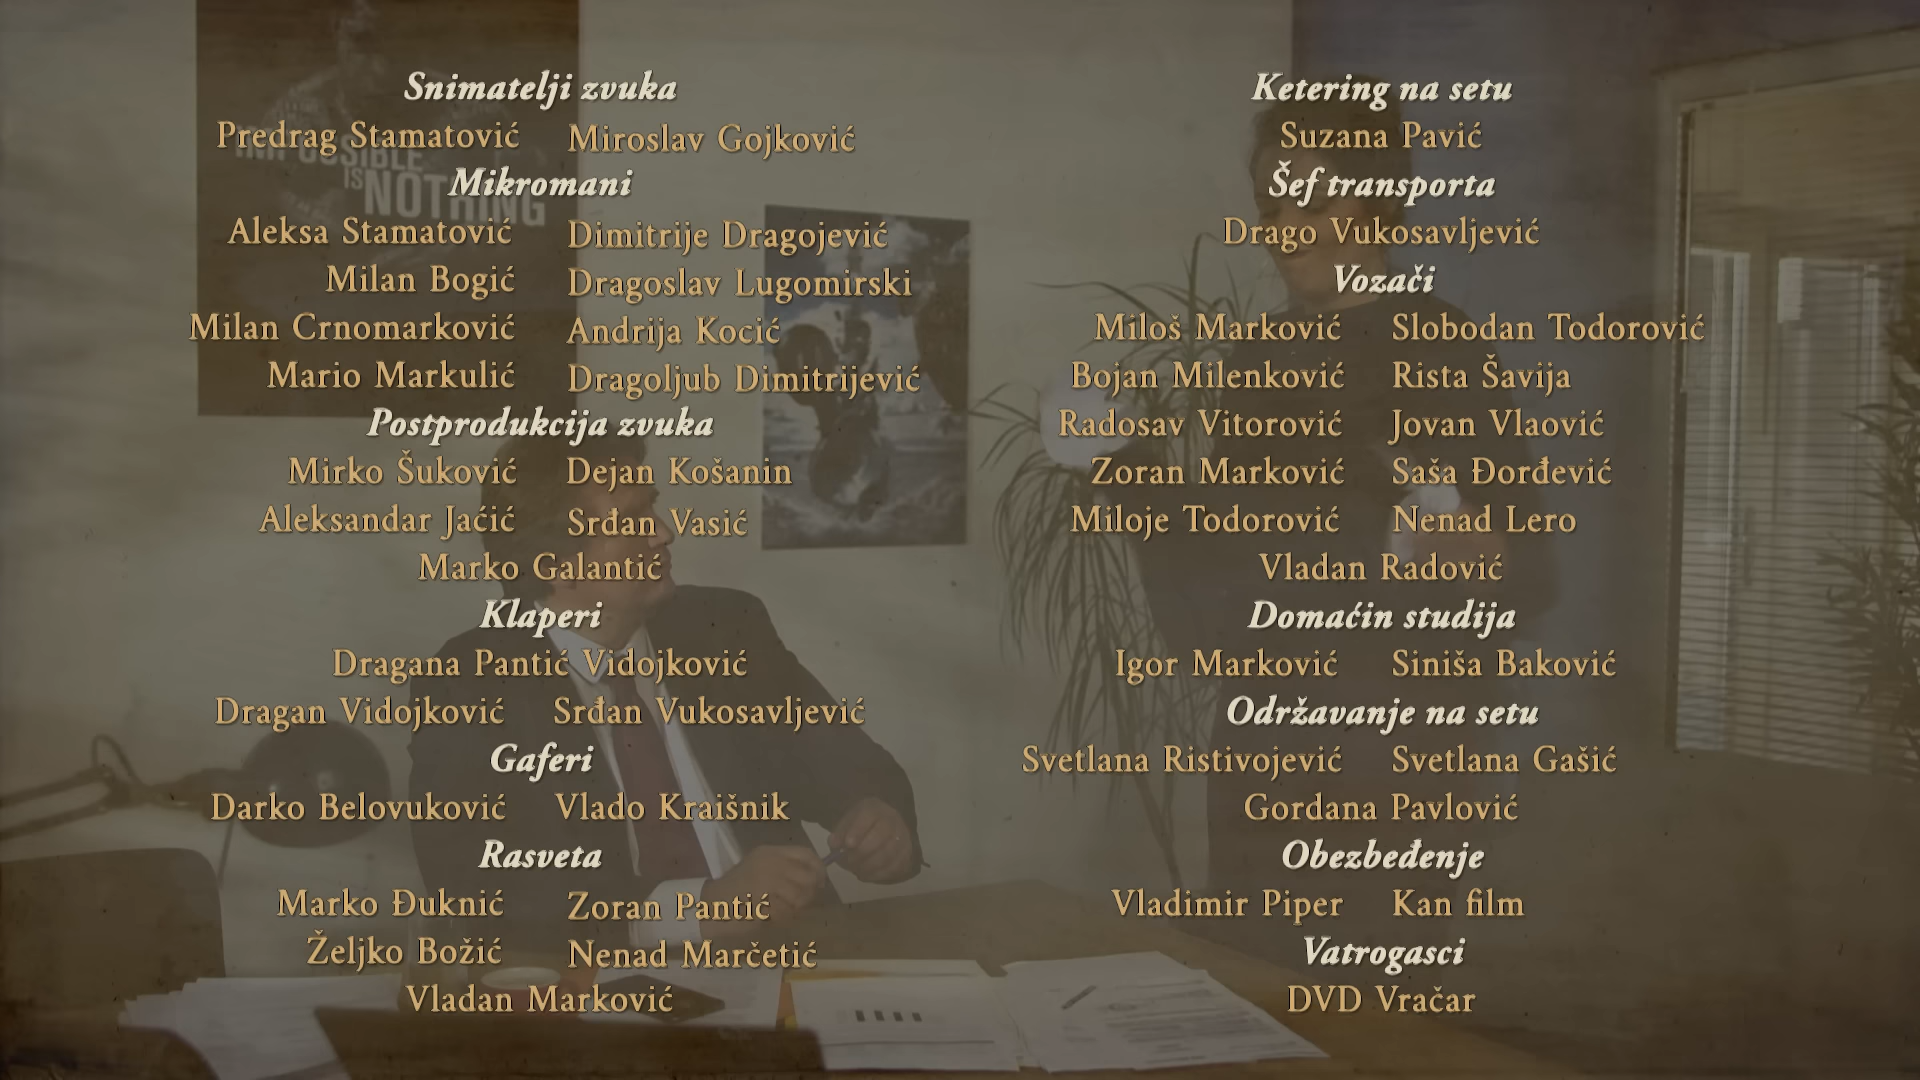 Snimatelji zvuka
Predrag Stamatović Miroslav Gojković
Mikromani
Aleksa Stamatović Dimitrije Dragojević
Milan Bogić Dragoslav Lugomirski
Milan Crnomarković Andrija Kocić
Mario Markulić Dragoljub Dimitrijević
Postprodukcija zvuka
Mirko Šuković Dejan Košanin
Aleksandar Jaćić Srđan Vasić
Marko Galantić
Klaperi
Dragana Pantić Vidojković
Dragan Vidojković Srđan Vukosavljević
Gaferi
Darko Belovuković Vlado Kraišnik
Rasveta
Marko Đuknić Zoran Pantić
Željko Božić Nenad Marčetić
Vladan Marković
Ketering na setu
Suzana Pavić
Šef transporta
Drago Vukosavljević
Vozači
Miloš Marković Slobodan Todorović
Bojan Milenković Rista Šavija
Radosav Vitorović Jovan Vlaović
Zoran Marković Saša Đorđević
Miloje Todorović Nenad Lero
Vladan Radović
Domaćin studija
Igor Marković Siniša Baković
Održavanje na setu
Svetlana Ristivojević Svetlana Gašić
Gordana Pavlović
Obezbeđenje
Vladimir Piper Kan film
Vatrogasci
DVD Vračar
IMPOSSIBLE
IS NOTHING